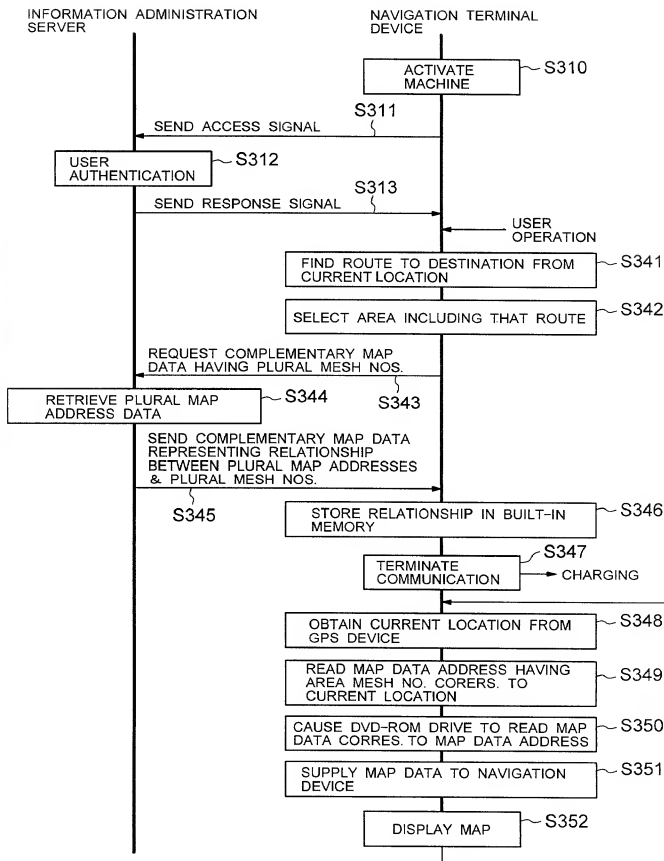 INFORMATION ADMINISTRATION
SERVER
NAVIGATION TERMINAL
DEVICE
ACTIVATE
MACHINE
S310
S311
SEND ACCESS SIGNAL
USER
AUTHENTICATION
S312
S313
SEND RESPONSE SIGNAL
USER
OPERATION
FIND ROUTE TO DESTINATION FROM
CURRENT LOCATION
S341
SELECT AREA INCLUDING THAT ROUTE
S342
REQUEST COMPLEMENTARY MAP
DATA HAVING PLURAL MESH NOS.
S343
RETRIEVE PLURAL MAP
ADDRESS DATA
S344
SEND COMPLEMENTARY MAP DATA
REPRESENTING RELATIONSHIP
BETWEEN PLURAL MAP ADDRESSES
& PLURAL MESH NOS.
S345
STORE RELATIONSHIP IN BUILT-IN
MEMORY
S346
TERMINATE
COMMUNICATION
S347
CHARGING
OBTAIN CURRENT LOCATION FROM
GPS DEVICE
S348
READ MAP DATA ADDRESS HAVING
AREA MESH NO. CORERS. TO
CURRENT LOCATION
S349
CAUSE DVD-ROM DRIVE TO READ MAP
DATA CORRES. TO MAP DATA ADDRESS
S350
SUPPLY MAP DATA TO NAVIGATION
DEVICE
S351
DISPLAY MAP
S352